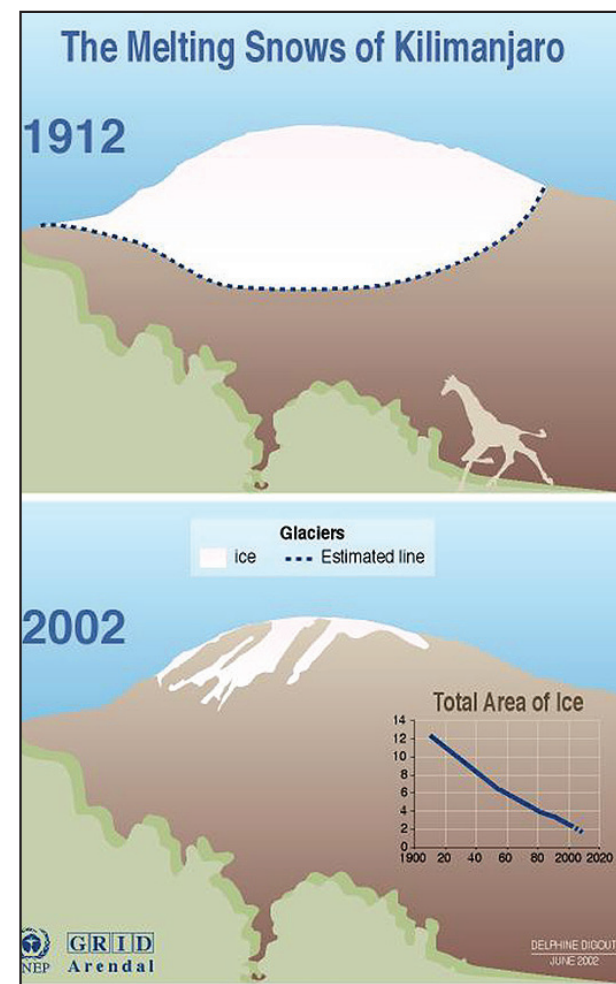 The Melting Snows of Kilimanjaro
1912
Glaciers
ice
Estimated line
2002
Total Area of Ice
14
12
10
8
6
4
2
0
1900 20 40 60 80 2000 2020
NEP
GRID
Arendal
DELPHINE DIGOUT
JUNE 2002